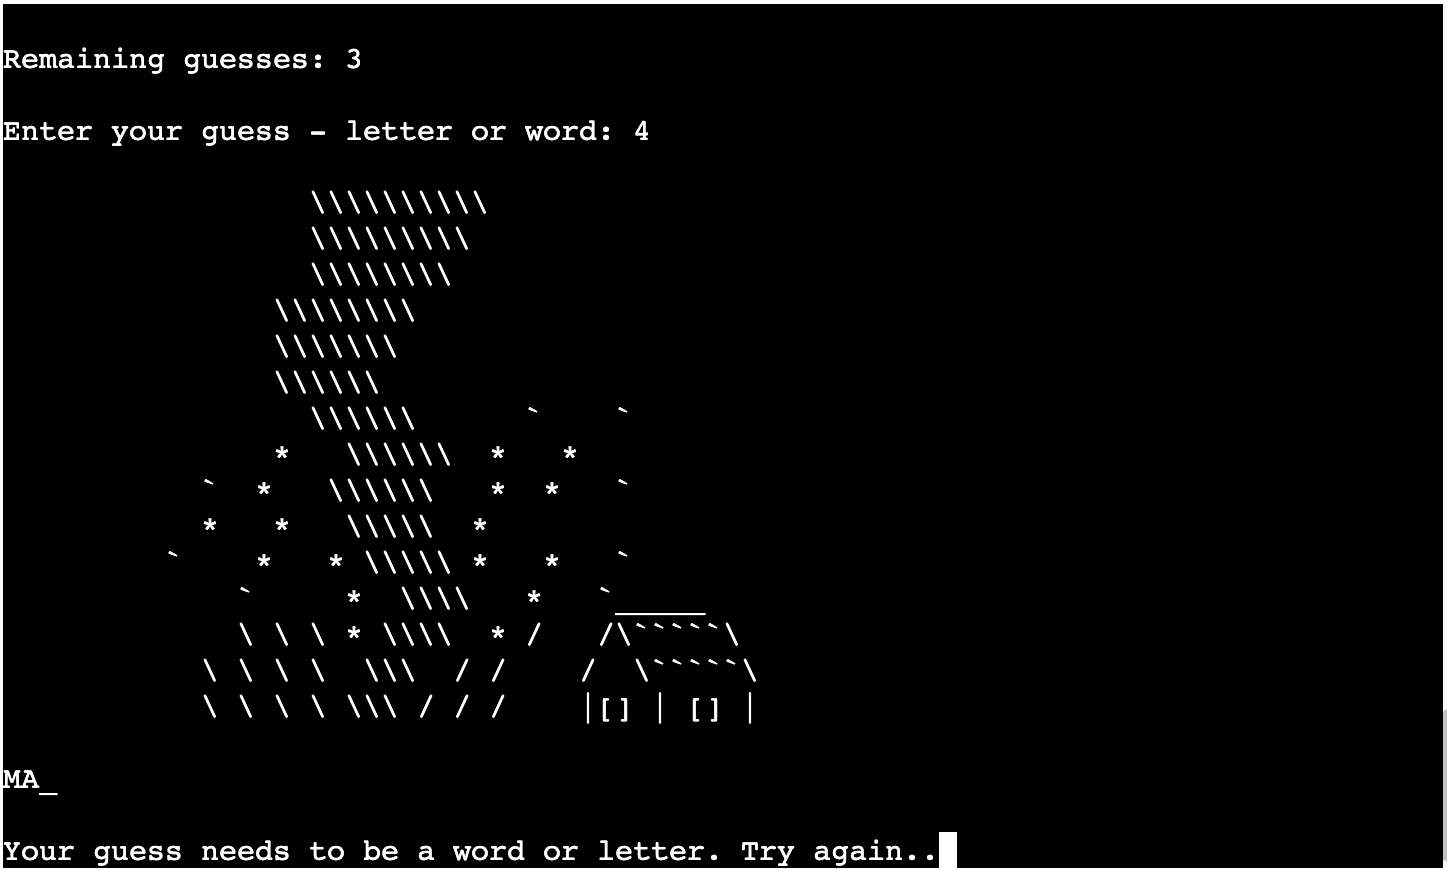 Remaining guesses: 3
Enter your guess - letter or word: 4
MA_
Your guess needs to be a word or letter. Try again..